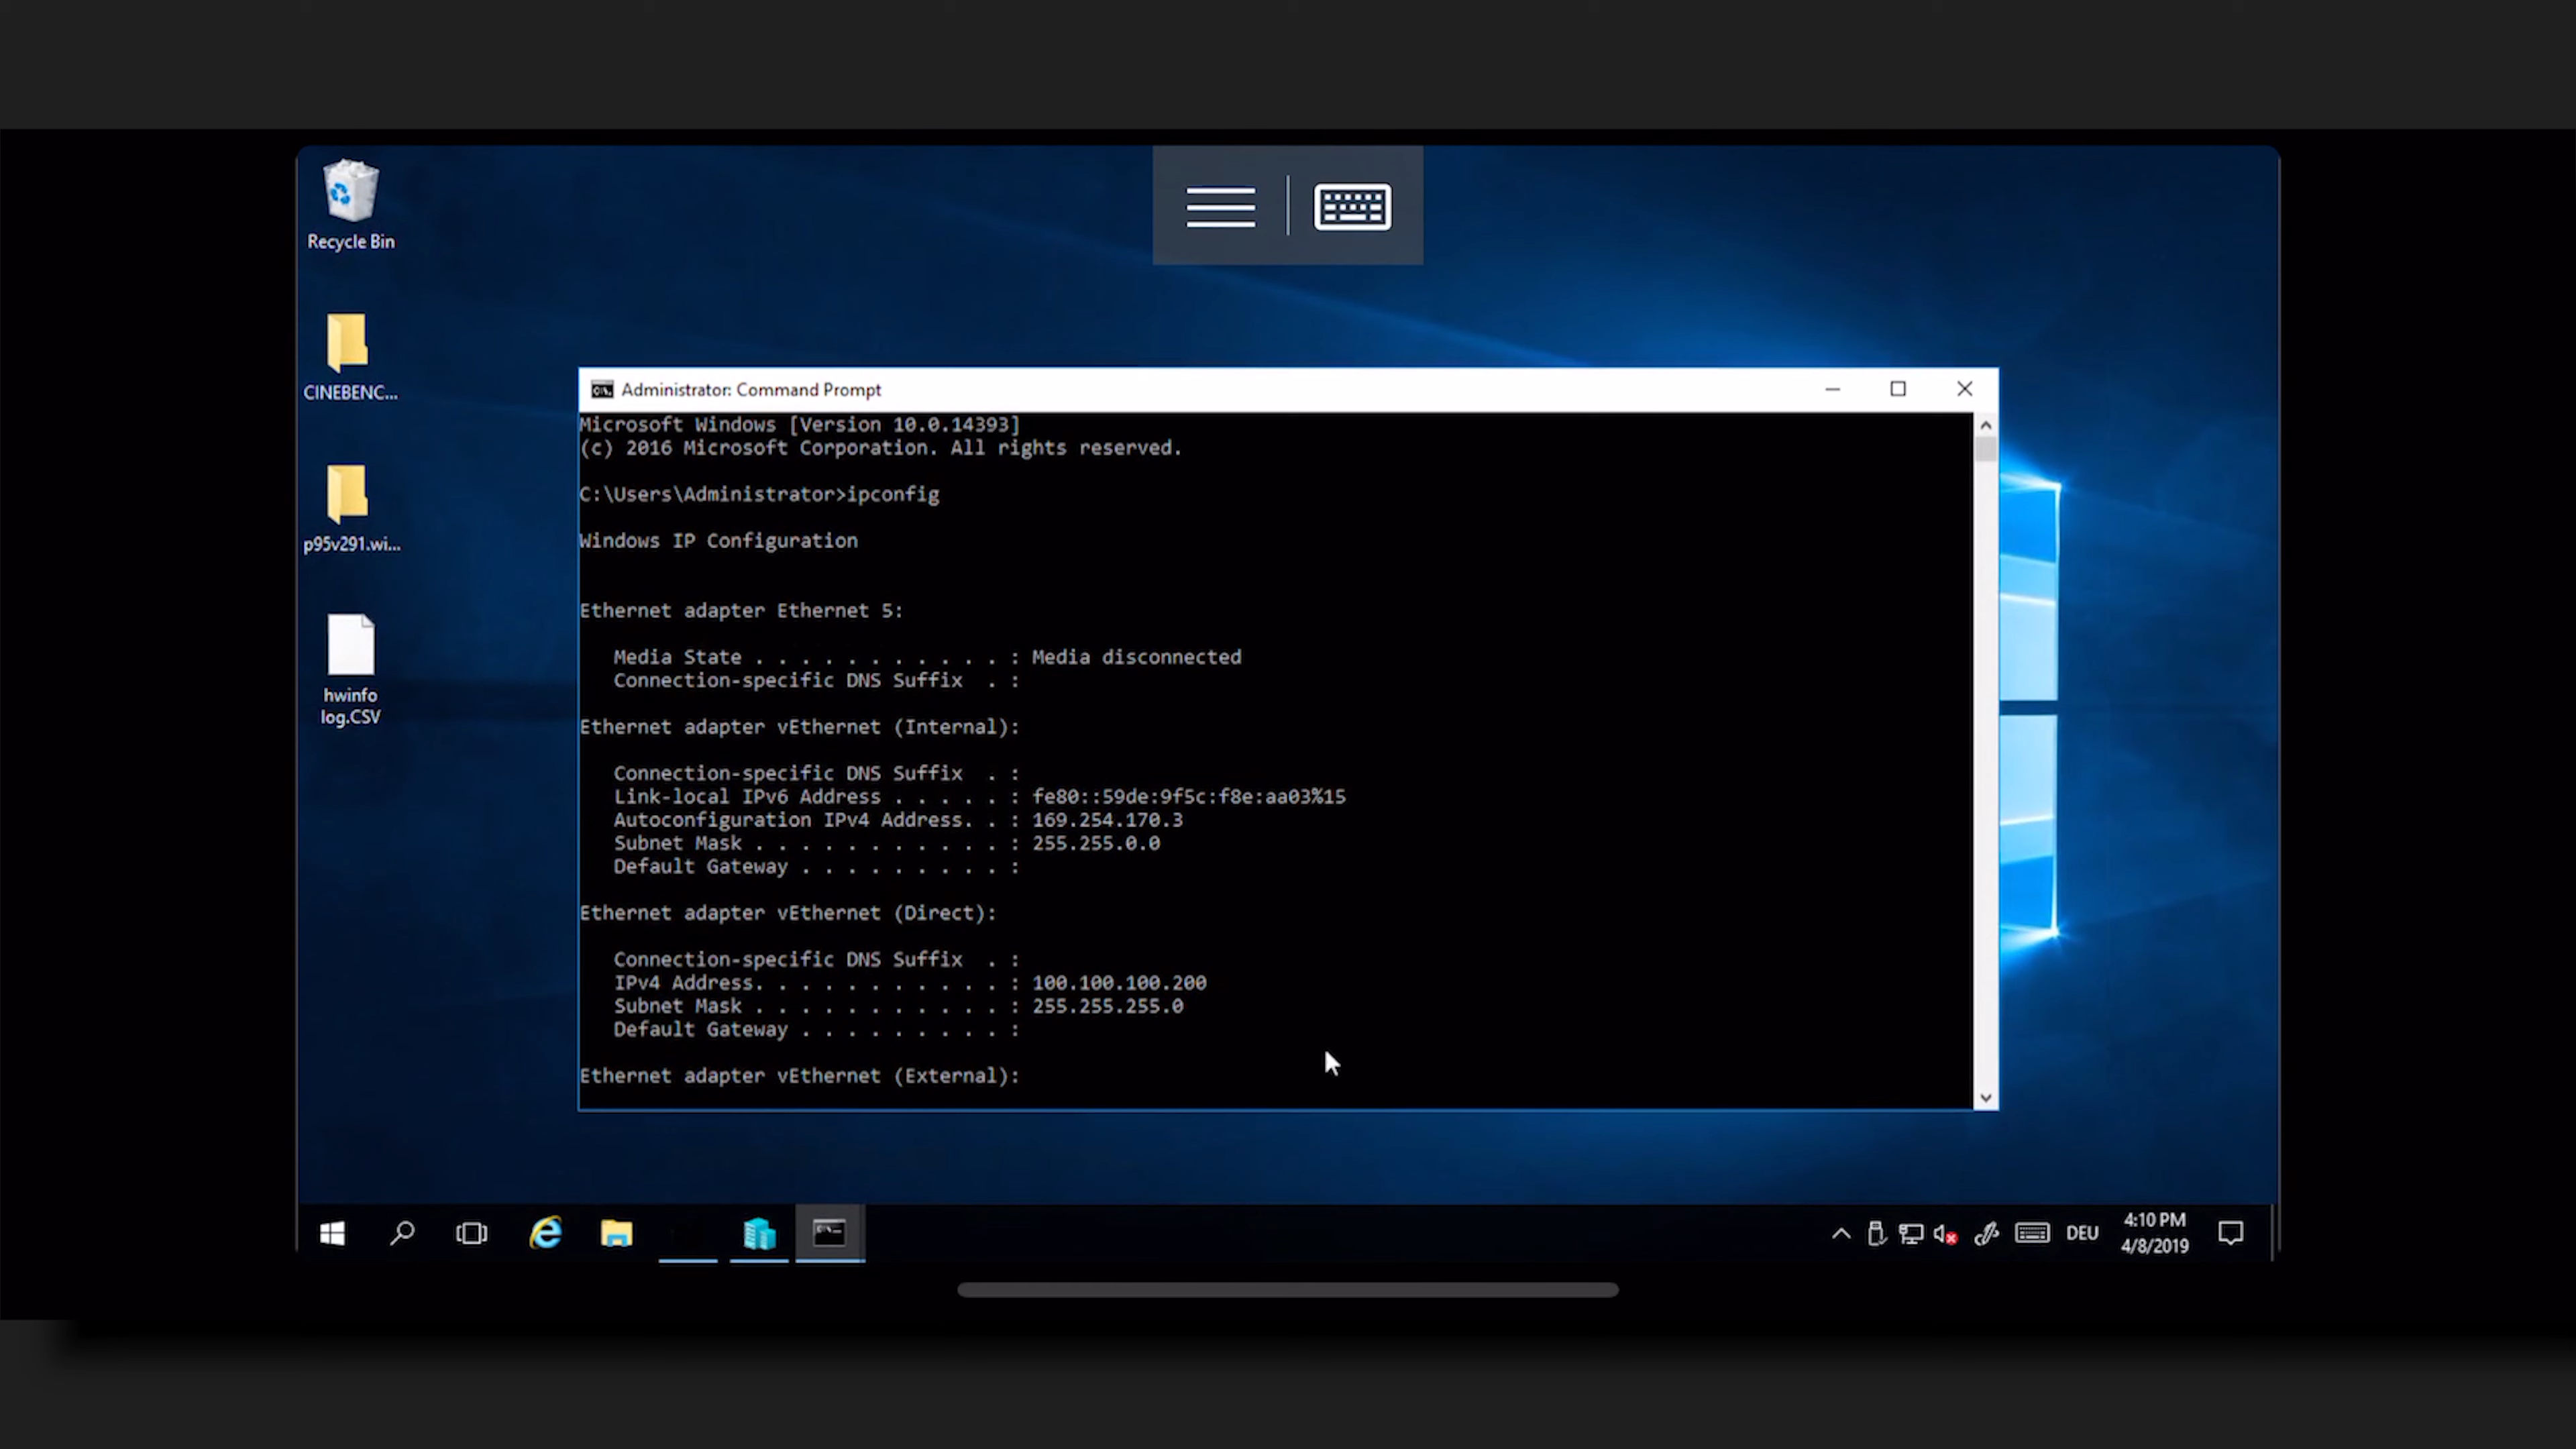 Recycle Bin
CINEBENC...
p95v291.wi...
hwinfo
log.CSV
Administrator: Command Prompt
Microsoft Windows [Version 10.0.14393]
(c) 2016 Microsoft Corporation. All rights reserved.
C:\Users\Administrator>ipconfig
Windows IP Configuration
Ethernet adapter Ethernet 5:
Media State . . . . . . . . . . . : Media disconnected
Connection-specific DNS Suffix  . :
Ethernet adapter vEthernet (Internal):
Connection-specific DNS Suffix  . :
Link-local IPv6 Address . . . . . : fe80::59de:9f5c:f8e:aa03%15
Autoconfiguration IPv4 Address. . : 169.254.170.3
Subnet Mask . . . . . . . . . . . : 255.255.0.0
Default Gateway . . . . . . . . . :
Ethernet adapter vEthernet (Direct):
Connection-specific DNS Suffix  . :
IPv4 Address. . . . . . . . . . . : 100.100.100.200
Subnet Mask . . . . . . . . . . . : 255.255.255.0
Default Gateway . . . . . . . . . :
Ethernet adapter vEthernet (External):
DEU
4:10 PM
4/8/2019